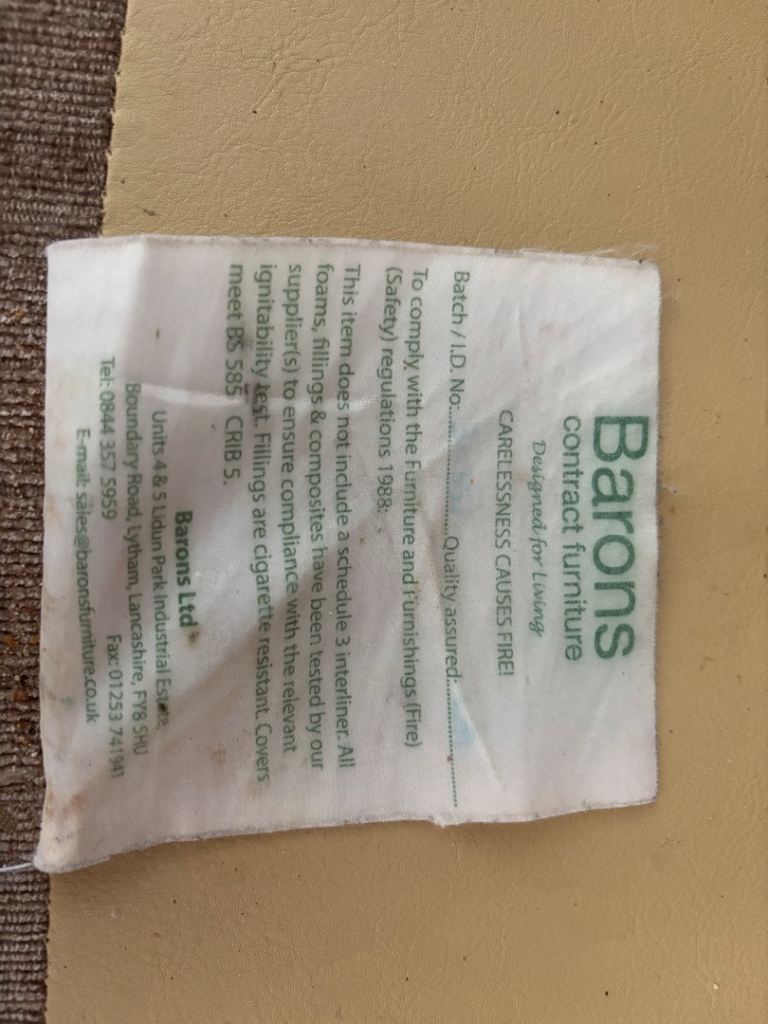 Barons
contract furniture
Designed for Living
CARELESSNESS CAUSES FIRE!
Batch / I.D. No:..................Quality assured..................
To comply with the Furniture and Furnishings (Fire)
(Safety) regulations 1988:
This item does not include a schedule 3 interliner. All
foams, fillings & composites have been tested by our
supplier(s) to ensure compliance with the relevant
ignitability test. Fillings are cigarette resistant. Covers
meet BS 585 CRIB 5.
Barons Ltd
Units 4 & 5 Lidun Park Industrial Estate,
Boundary Road, Lytham, Lancashire, FY8 5HU
Tel: 0844 357 5959 Fax: 01253 741941
E-mail: sales@baronsfurniture.co.uk